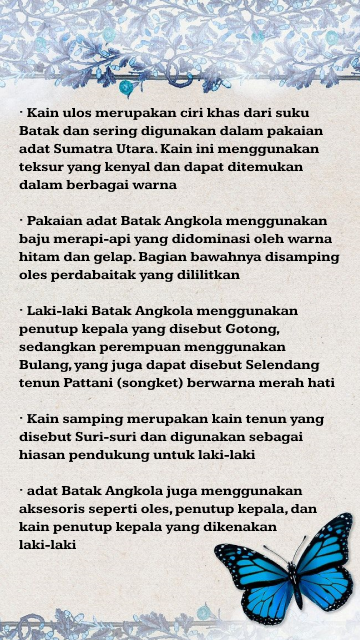 · Kain ulos merupakan ciri khas dari suku
Batak dan sering digunakan dalam pakaian
adat Sumatra Utara. Kain ini menggunakan
teksur yang kenyal dan dapat ditemukan
dalam berbagai warna
· Pakaian adat Batak Angkola menggunakan
baju merapi-api yang didominasi oleh warna
hitam dan gelap. Bagian bawahnya disamping
oles perdabaitak yang dililitkan
· Laki-laki Batak Angkola menggunakan
penutup kepala yang disebut Gotong,
sedangkan perempuan menggunakan
Bulang, yang juga dapat disebut Selendang
tenun Pattani (songket) berwarna merah hati
· Kain samping merupakan kain tenun yang
disebut Suri-suri dan digunakan sebagai
hiasan pendukung untuk laki-laki
· adat Batak Angkola juga menggunakan
aksesoris seperti oles, penutup kepala, dan
kain penutup kepala yang dikenakan
laki-laki